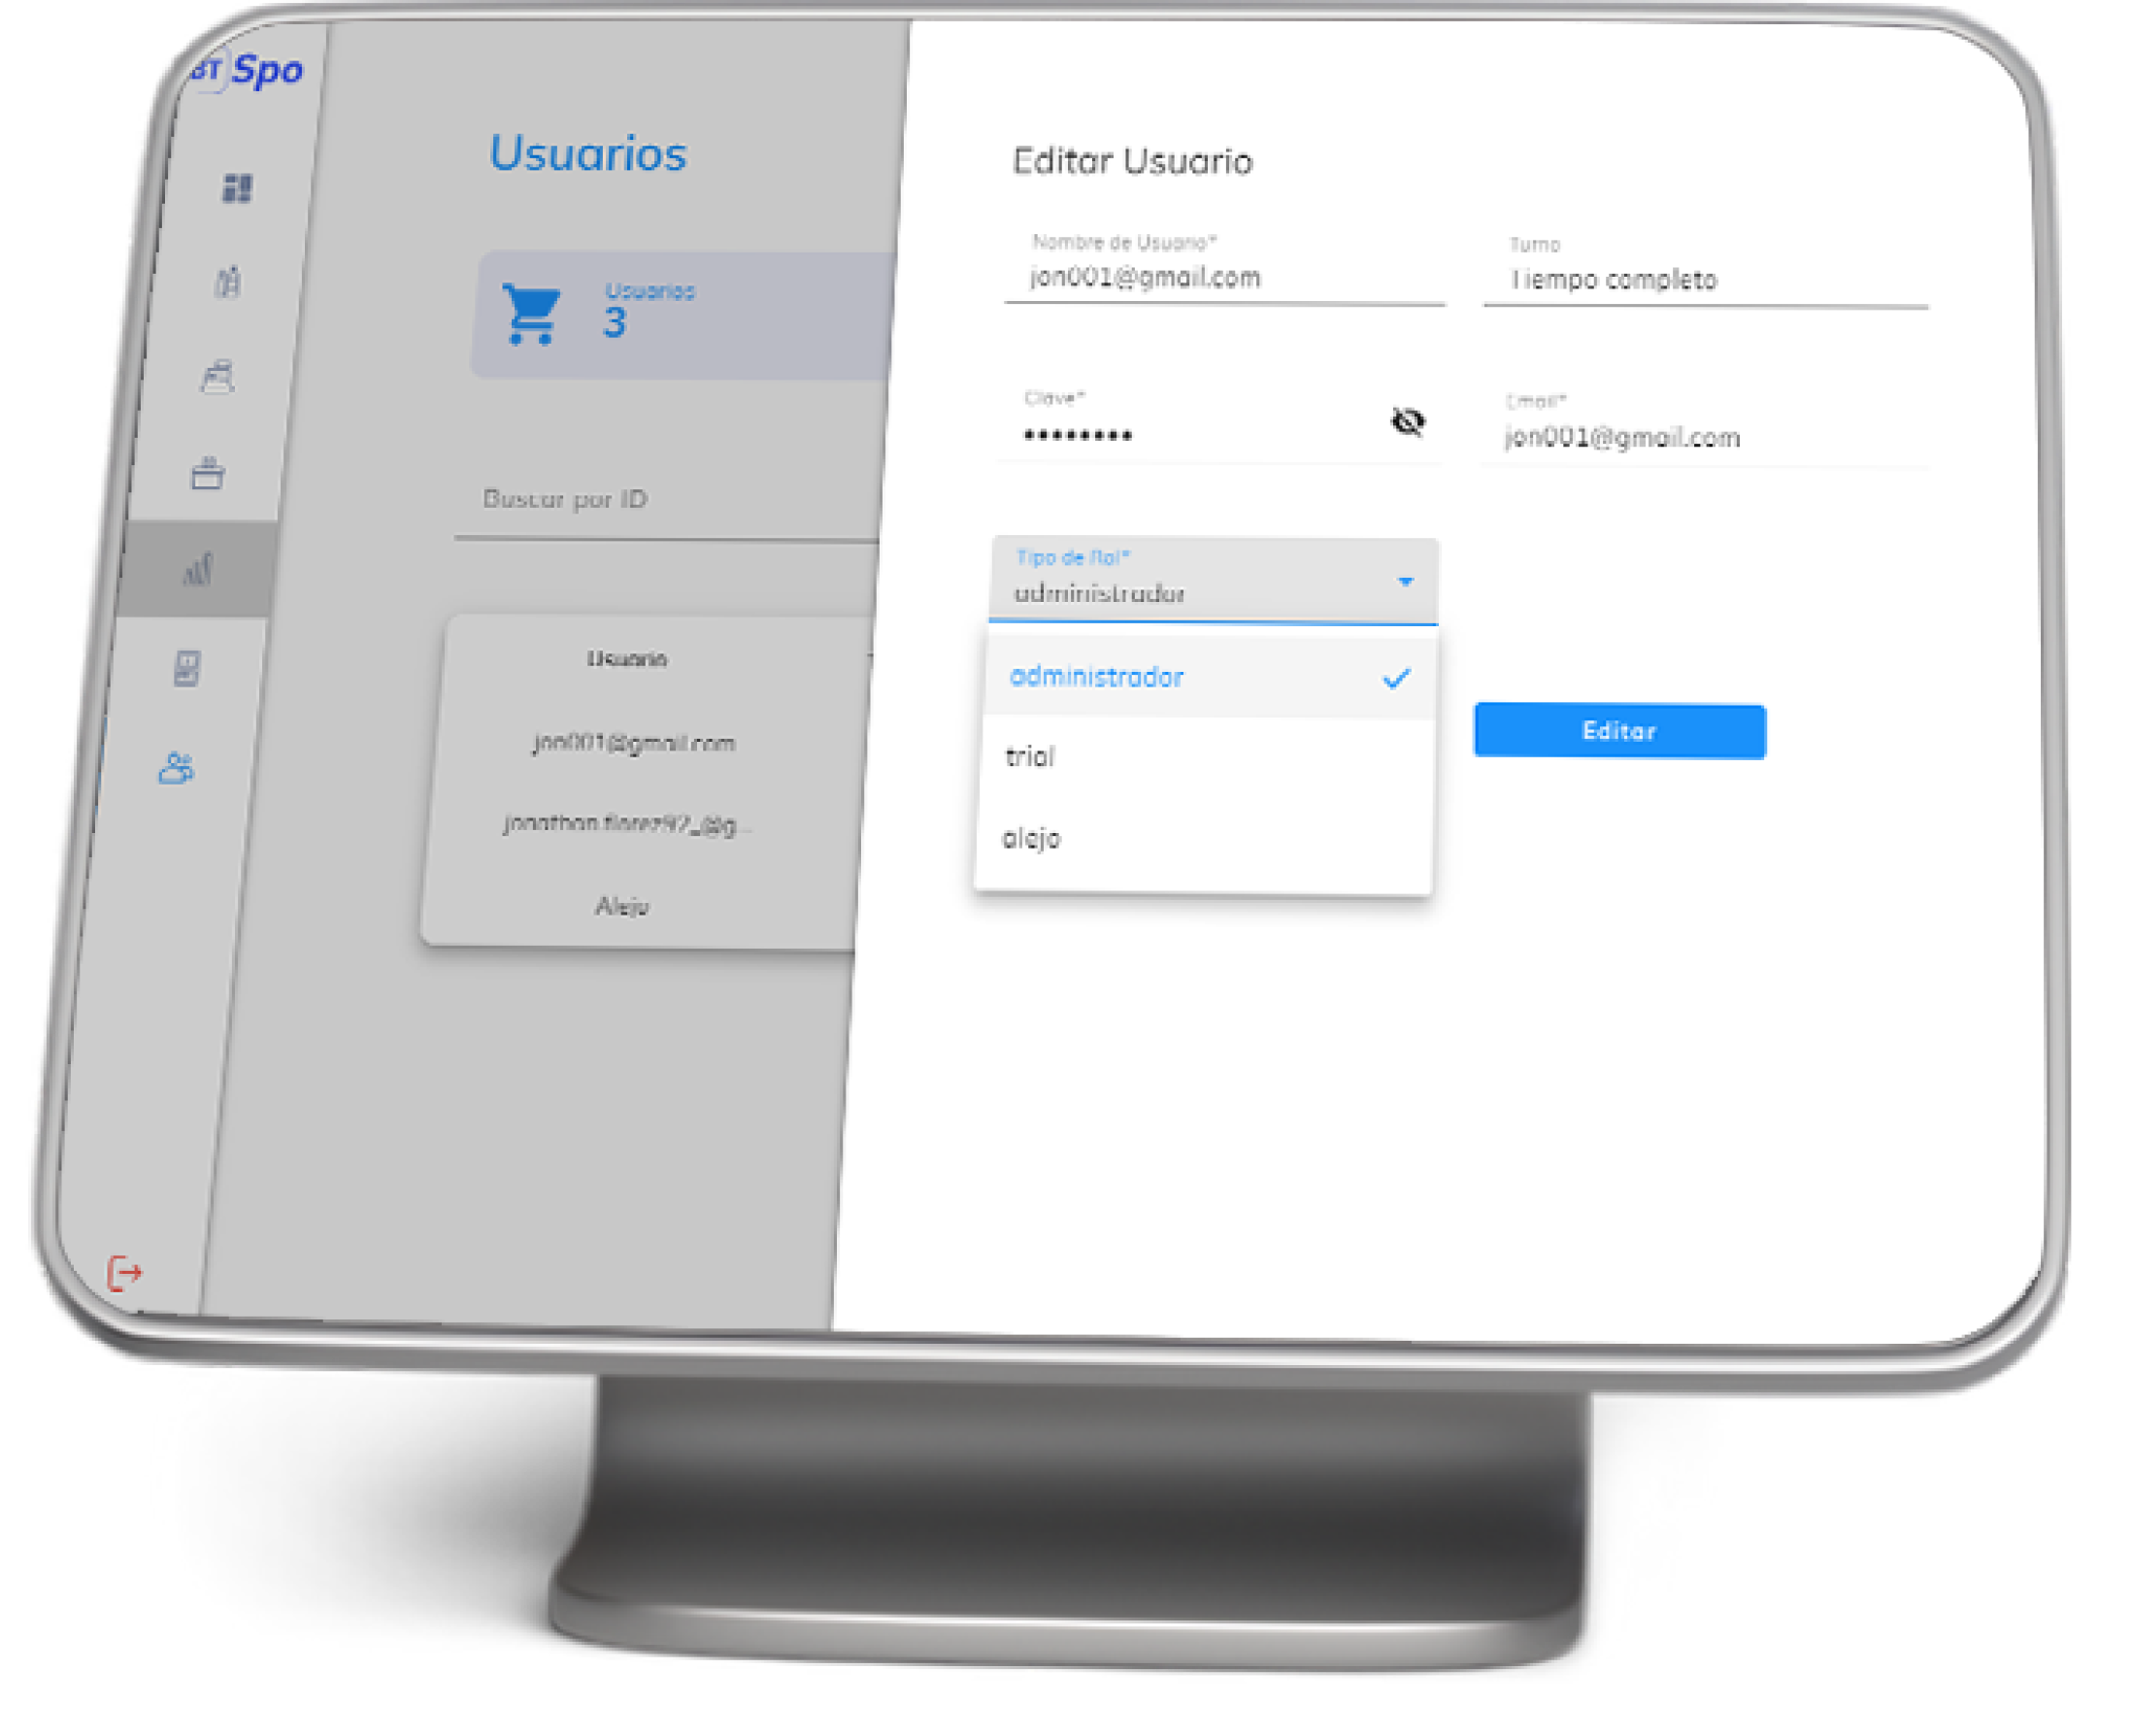 BT Spo
Usuarios
Usuarios
3
Buscar por ID
Usuario
jon001@gmail.com
jonathan.florez97_@g...
Alejo
Editar Usuario
Nombre de Usuario*
jon001@gmail.com
Turno
Tiempo completo
Clave*
••••••••
Email*
jon001@gmail.com
Tipo de Rol*
administrador
administrador
trial
alejo
Editar